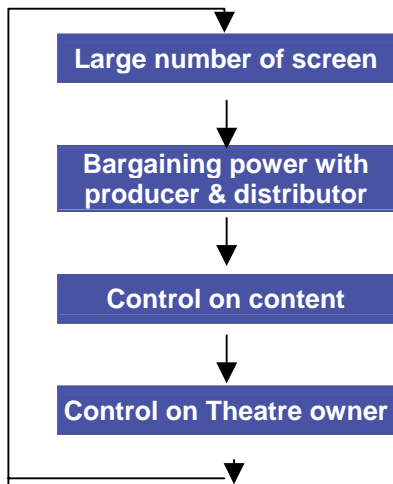 Large number of screen
Bargaining power with
producer & distributor
Control on content
Control on Theatre owner